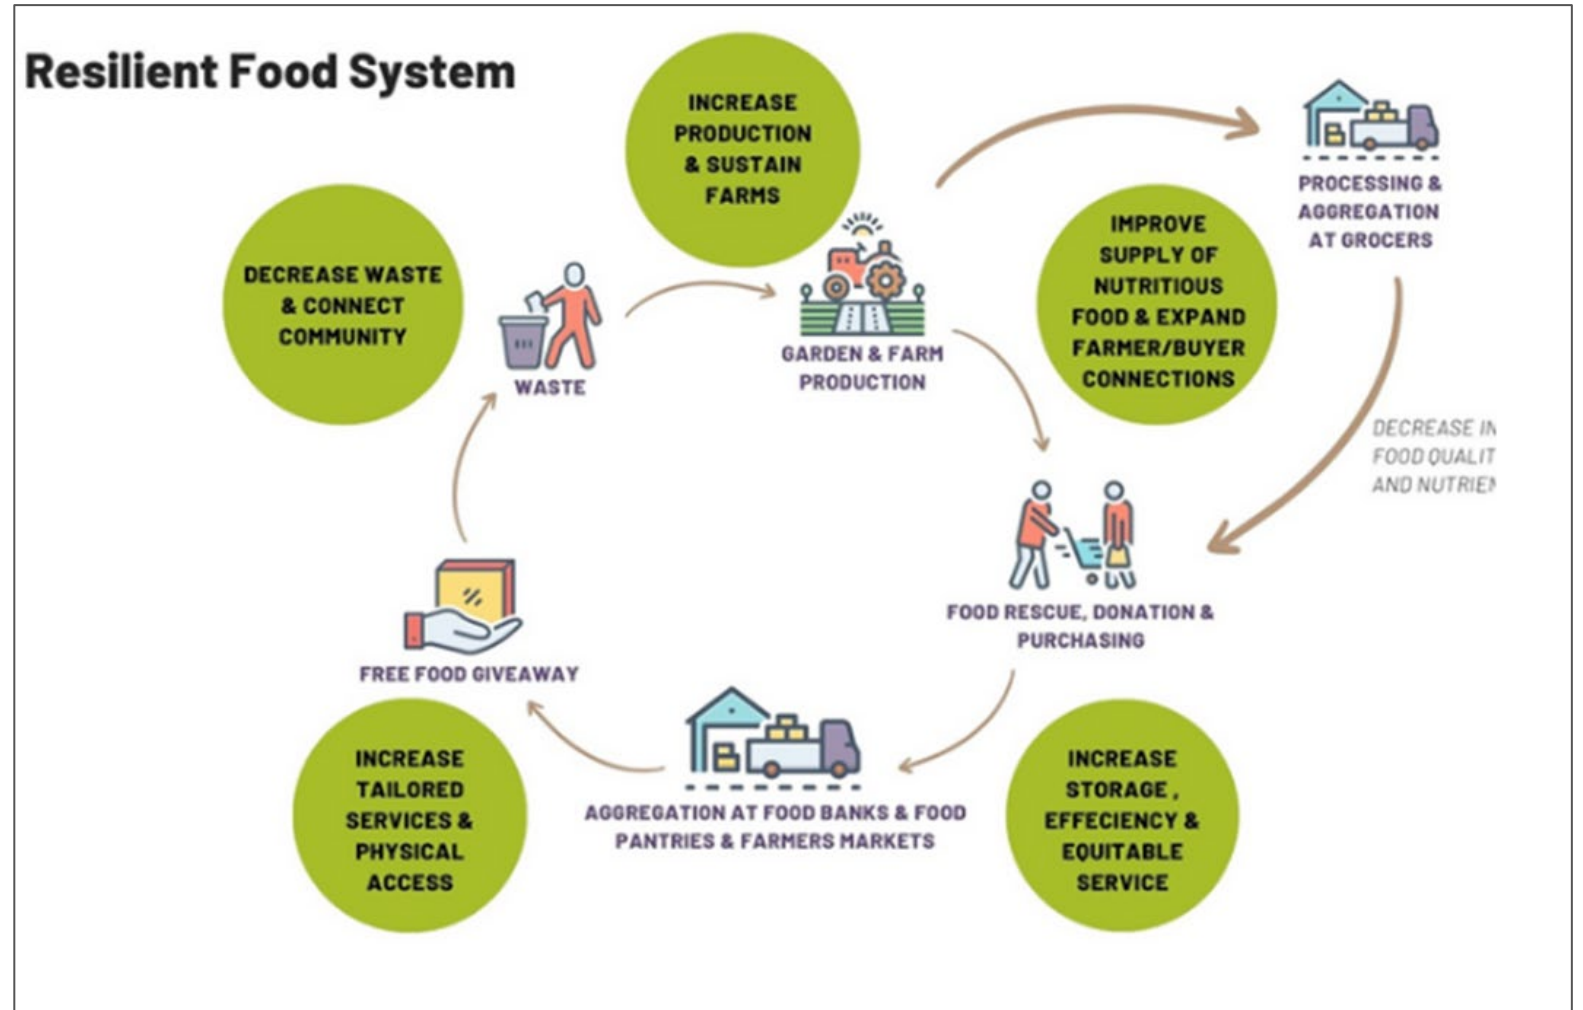 Resilient Food System
INCREASE
PRODUCTION
& SUSTAIN
FARMS
PROCESSING &
AGGREGATION
AT GROCERS
IMPROVE
SUPPLY OF
NUTRITIOUS
FOOD & EXPAND
FARMER/BUYER
CONNECTIONS
DECREASE WASTE
& CONNECT
COMMUNITY
WASTE
GARDEN & FARM
PRODUCTION
DECREASE IN
FOOD QUALIT
AND NUTRIEN
FOOD RESCUE, DONATION &
PURCHASING
FREE FOOD GIVEAWAY
AGGREGATION AT FOOD BANKS & FOOD
PANTRIES & FARMERS MARKETS
INCREASE
TAILORED
SERVICES &
PHYSICAL
ACCESS
INCREASE
STORAGE ,
EFFECIENCY &
EQUITABLE
SERVICE